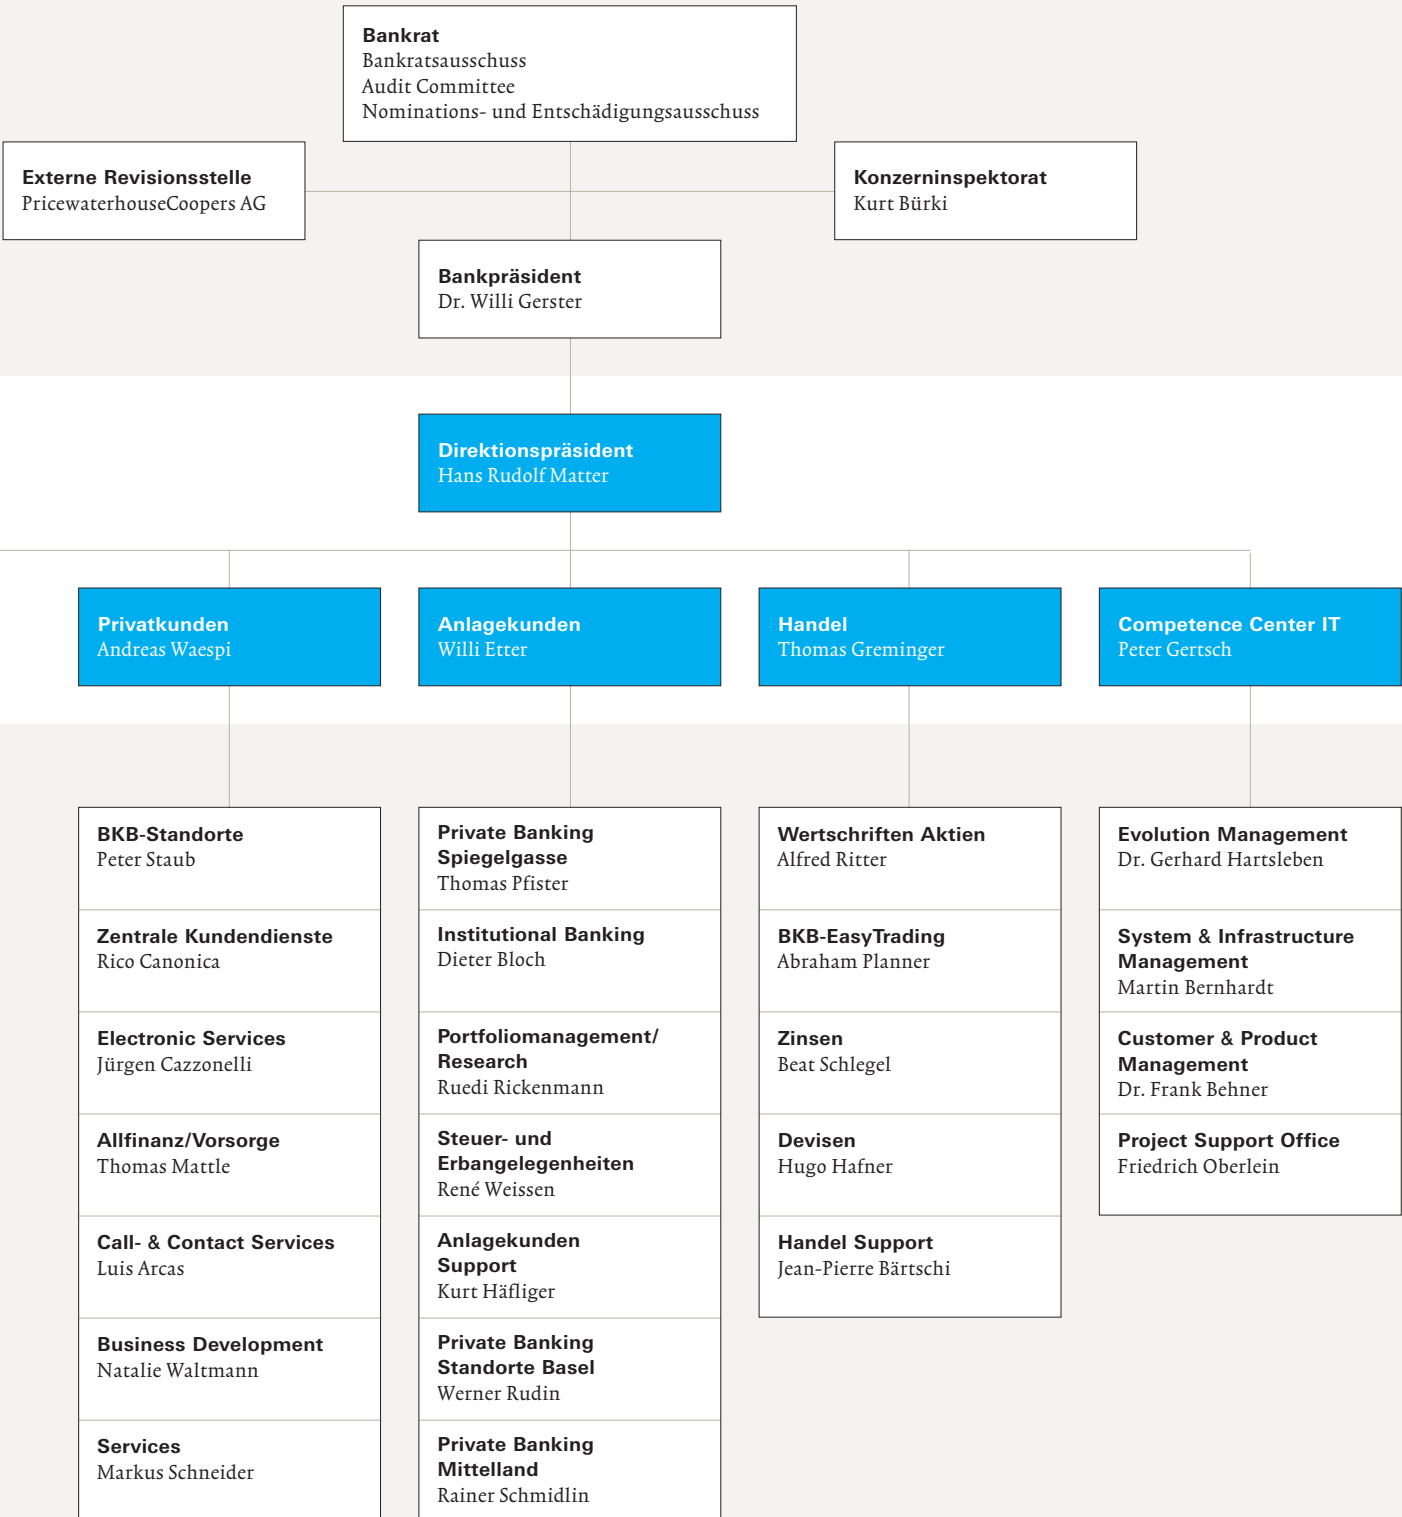 Bankrat
Bankratsausschuss
Audit Committee
Nominations- und Entschädigungsausschuss
Externe Revisionsstelle
PricewaterhouseCoopers AG
Konzerninspektorat
Kurt Bürki
Bankpräsident
Dr. Willi Gerster
Direktionspräsident
Hans Rudolf Matter
Privatkunden
Andreas Waespi
Anlagekunden
Willi Etter
Handel
Thomas Greminger
Competence Center IT
Peter Gertsch
BKB-Standorte
Peter Staub
Zentrale Kundendienste
Rico Canonica
Electronic Services
Jürgen Cazzonelli
Allfinanz/Vorsorge
Thomas Mattle
Call- & Contact Services
Luis Arcas
Business Development
Natalie Waltmann
Services
Markus Schneider
Private Banking
Spiegelgasse
Thomas Pfister
Institutional Banking
Dieter Bloch
Portfoliomanagement/
Research
Ruedi Rickenmann
Steuer- und
Erbangelegenheiten
René Weissen
Anlagekunden
Support
Kurt Häfliger
Private Banking
Standorte Basel
Werner Rudin
Private Banking
Mittelland
Rainer Schmidlin
Wertschriften Aktien
Alfred Ritter
BKB-EasyTrading
Abraham Planner
Zinsen
Beat Schlegel
Devisen
Hugo Hafner
Handel Support
Jean-Pierre Bärtschi
Evolution Management
Dr. Gerhard Hartsleben
System & Infrastructure
Management
Martin Bernhardt
Customer & Product
Management
Dr. Frank Behner
Project Support Office
Friedrich Oberlein